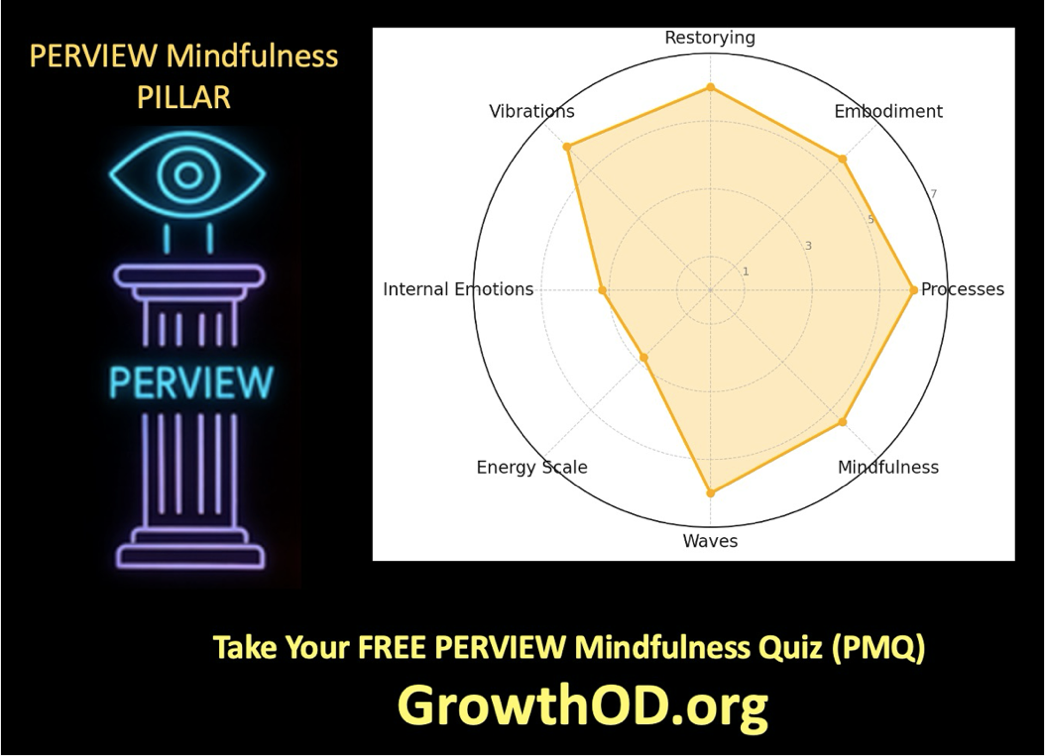 PERVIEW Mindfulness
PILLAR
PERVIEW
Restorying
Vibrations
Embodiment
7
5
3
1
Internal Emotions
Processes
Energy Scale
Mindfulness
Waves
Take Your FREE PERVIEW Mindfulness Quiz (PMQ)
GrowthOD.org